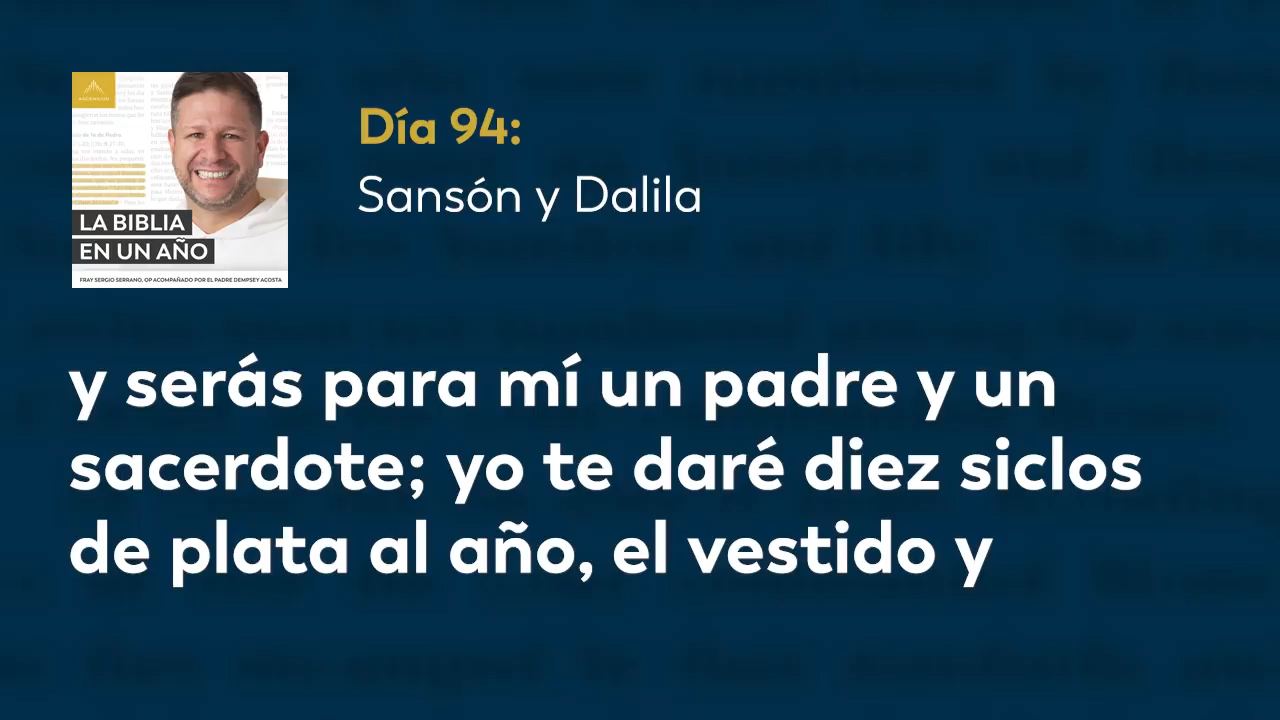 ASCENSION
LA BIBLIA
EN UN AÑO
FRAY SERGIO SERRANO, OP ACOMPAÑADO POR EL PADRE DEMPSEY ACOSTA
Día 94:
Sansón y Dalila
y serás para mí un padre y un
sacerdote; yo te daré diez siclos
de plata al año, el vestido y